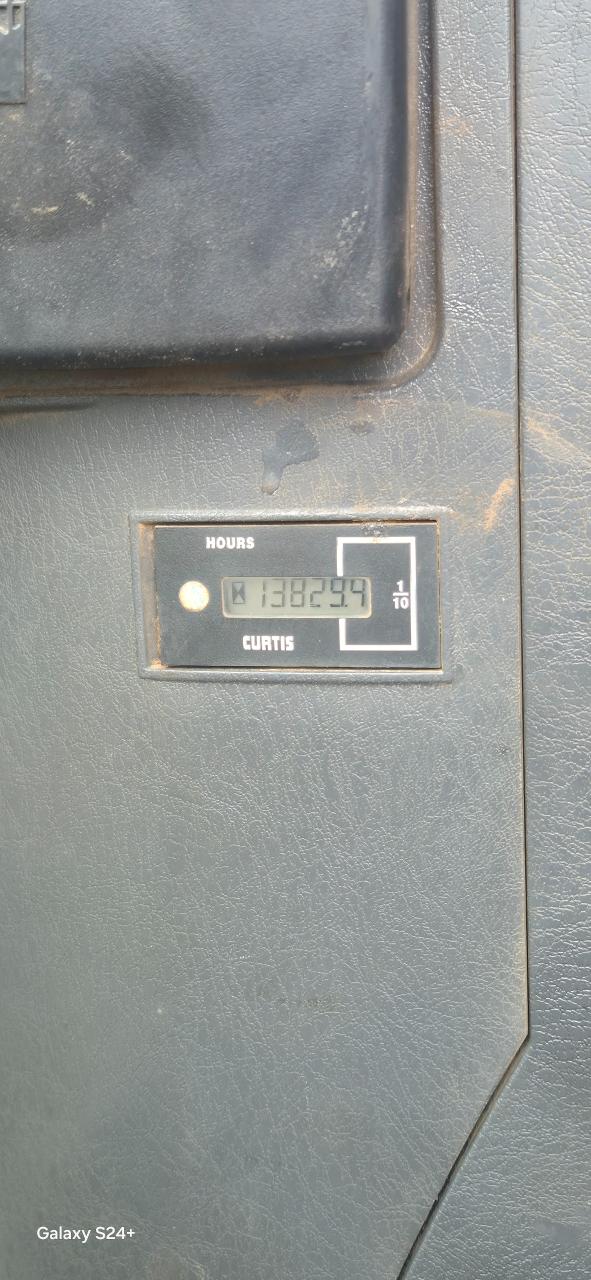 HOURS
13829.4
1/10
CURTIS
Galaxy S24+